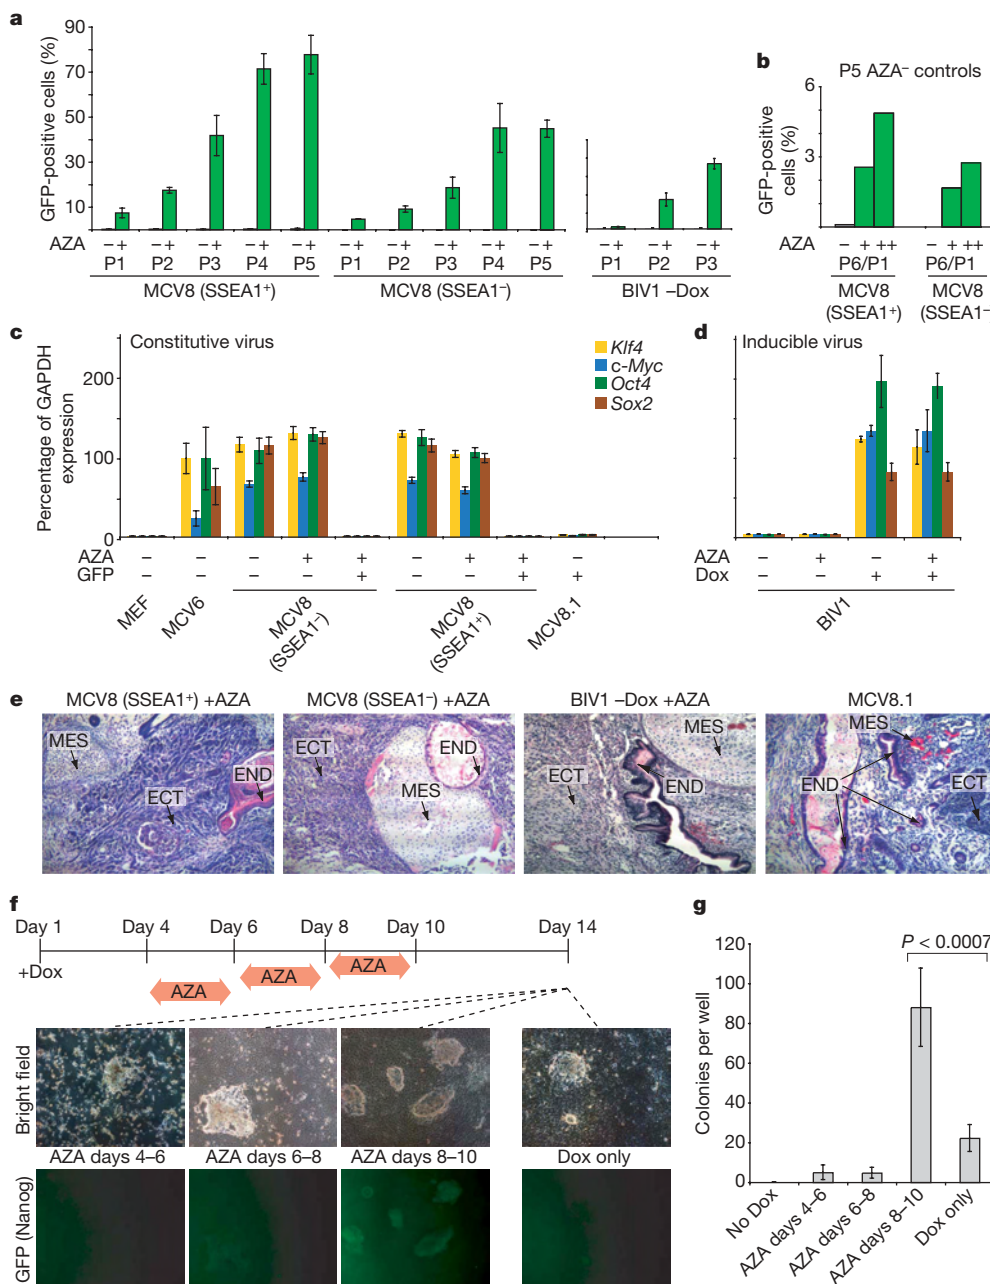 a
90
70
50
30
10
GFP-positive cells (%)
AZA
– + – + – + – + – + – + – + – + – + – + – + – + – +
P1 P2 P3 P4 P5 P1 P2 P3 P4 P5 P1 P2 P3
MCV8 (SSEA1+) MCV8 (SSEA1–) BIV1 –Dox
b
P5 AZA– controls
6
3
GFP-positive
cells (%)
AZA – + ++ – + ++
P6/P1 P6/P1
MCV8 MCV8
(SSEA1+) (SSEA1–)
c
Constitutive virus
200
100
0
Percentage of GAPDH
expression
Klf4
c-Myc
Oct4
Sox2
AZA – – – + + – + + –
GFP – – – – + – – + +
MEF
MCV6
MCV8
(SSEA1–)
MCV8
(SSEA1+)
MCV8.1
d
Inducible virus
AZA – + – +
Dox – – + +
BIV1
e
MCV8 (SSEA1+) +AZA MCV8 (SSEA1–) +AZA BIV1 –Dox +AZA MCV8.1
MES
END
ECT
ECT
END
MES
MES
ECT
END
MES
ECT
END
f
Day 1 Day 4 Day 6 Day 8 Day 10 Day 14
+Dox
AZA
AZA
AZA
Bright field
AZA days 4–6 AZA days 6–8 AZA days 8–10 Dox only
GFP (Nanog)
g
P < 0.0007
120
100
80
60
40
20
0
Colonies per well
No Dox
AZA days 4–6
AZA days 6–8
AZA days 8–10
Dox only